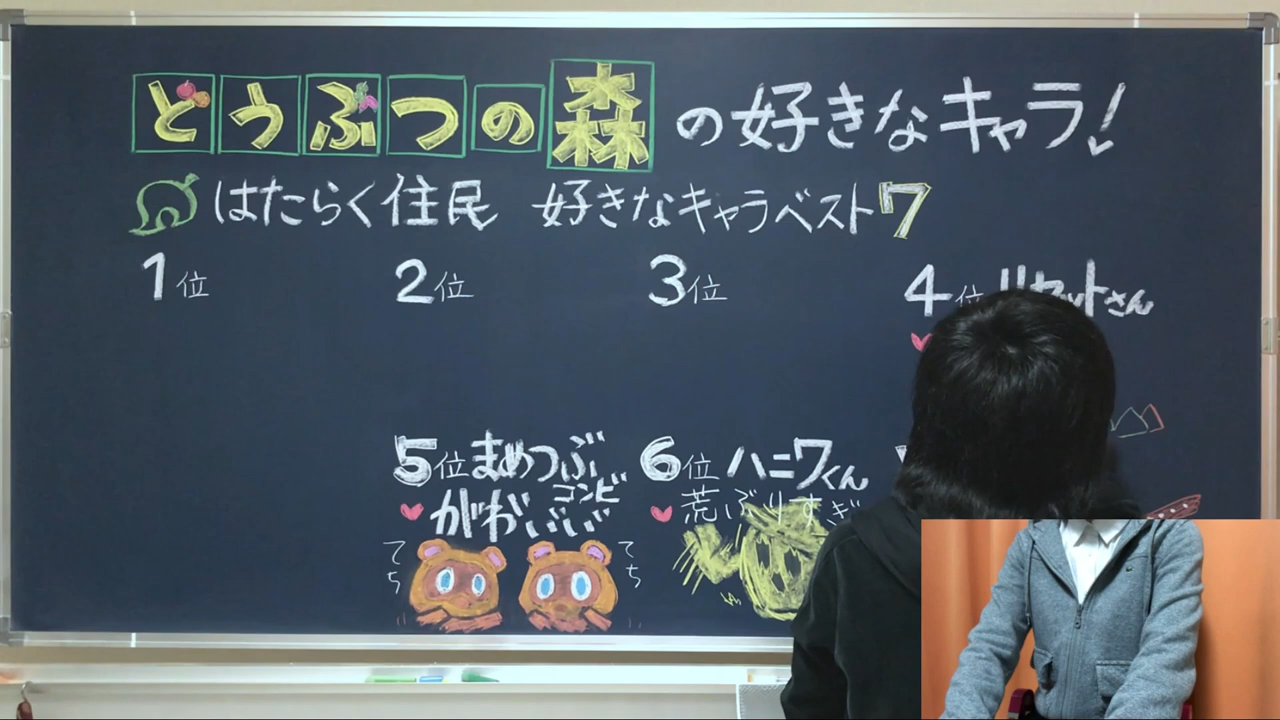 どうぶつの森の好きなキャラ!
はたらく住民 好きなキャラベスト7
1位
2位
3位
4位 リセットさん
5位 まめつぶ
コンビ
がわいいい
てち
てち
6位 ハニワくん
荒ぶりすぎ